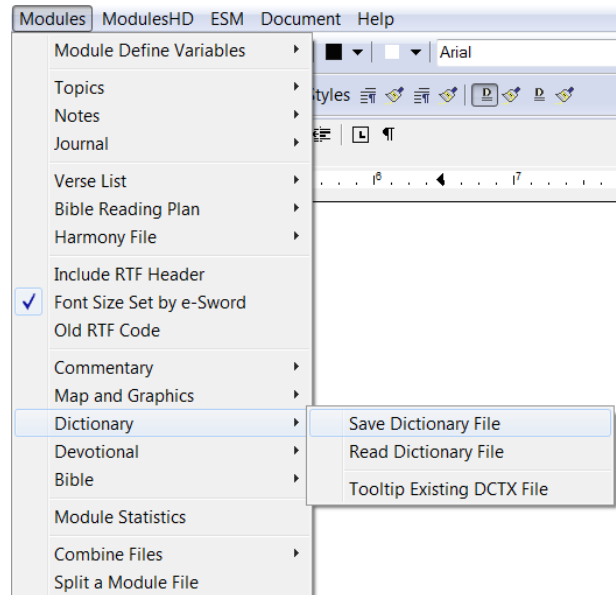 Modules ModulesHD ESM Document Help
Module Define Variables
Arial
Topics
Styles
Notes
Journal
Verse List
6 7
Bible Reading Plan
Harmony File
Include RTF Header
Font Size Set by e-Sword
Old RTF Code
Commentary
Map and Graphics
Dictionary
Save Dictionary File
Devotional
Read Dictionary File
Bible
Tooltip Existing DCTX File
Module Statistics
Combine Files
Split a Module File